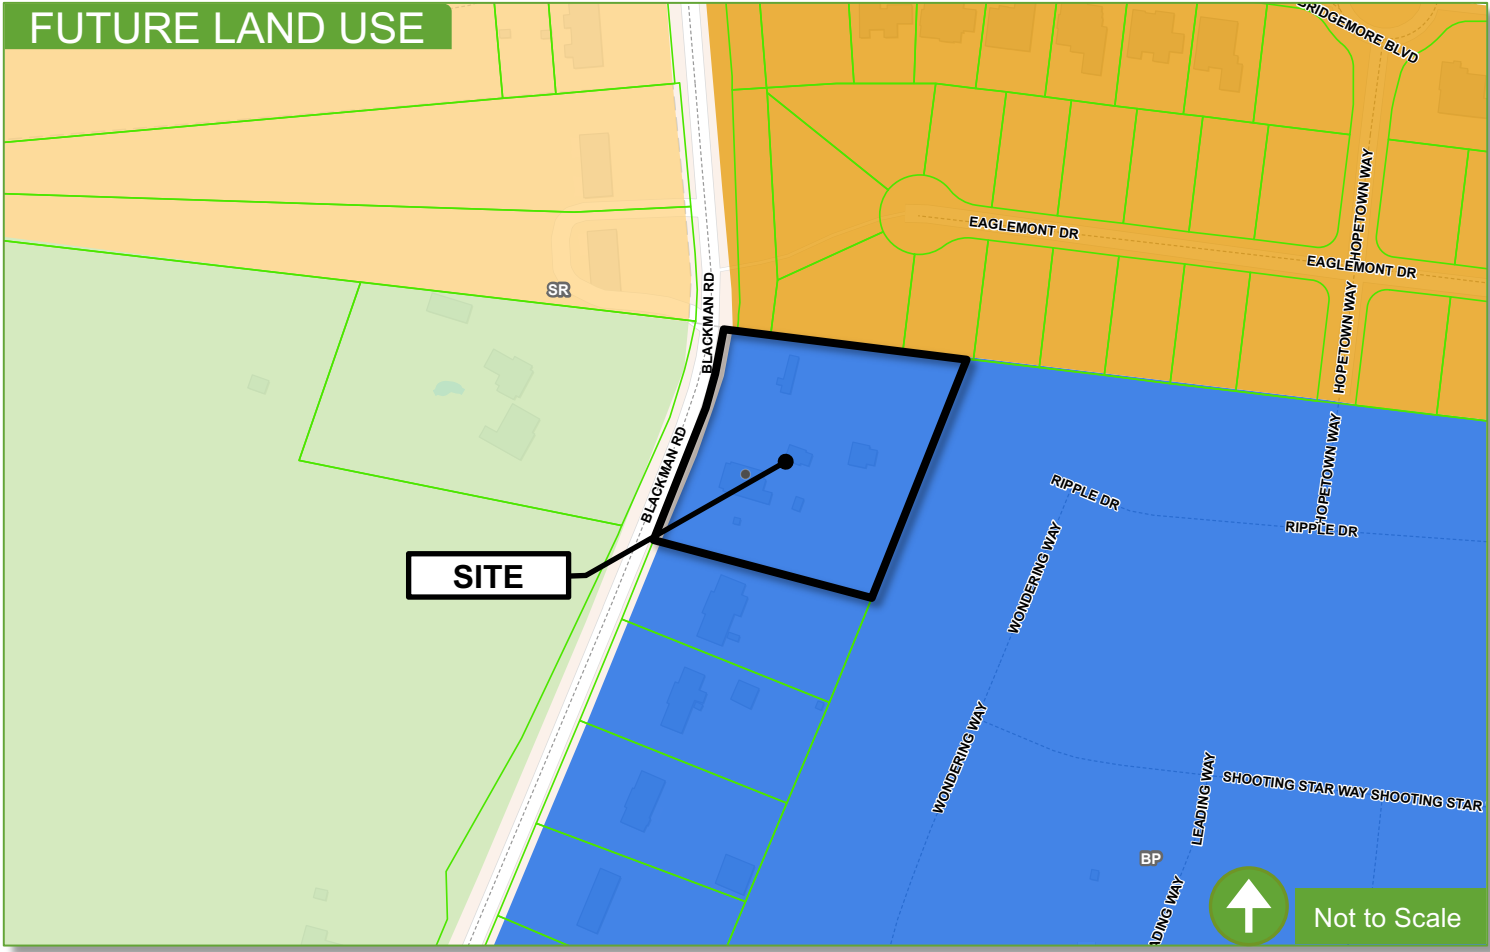 FUTURE LAND USE
BRIDGEMORE BLVD
HOPETOWN WAY
EAGLEMONT DR
EAGLEMONT DR
SR
BLACKMAN RD
HOPETOWN WAY
BLACKMAN RD
HOPETOWN WAY
RIPPLE DR
RIPPLE DR
WONDERING WAY
SITE
WONDERING WAY
LEADING WAY
SHOOTING STAR WAY SHOOTING STAR
BP
ADING WAY
Not to Scale